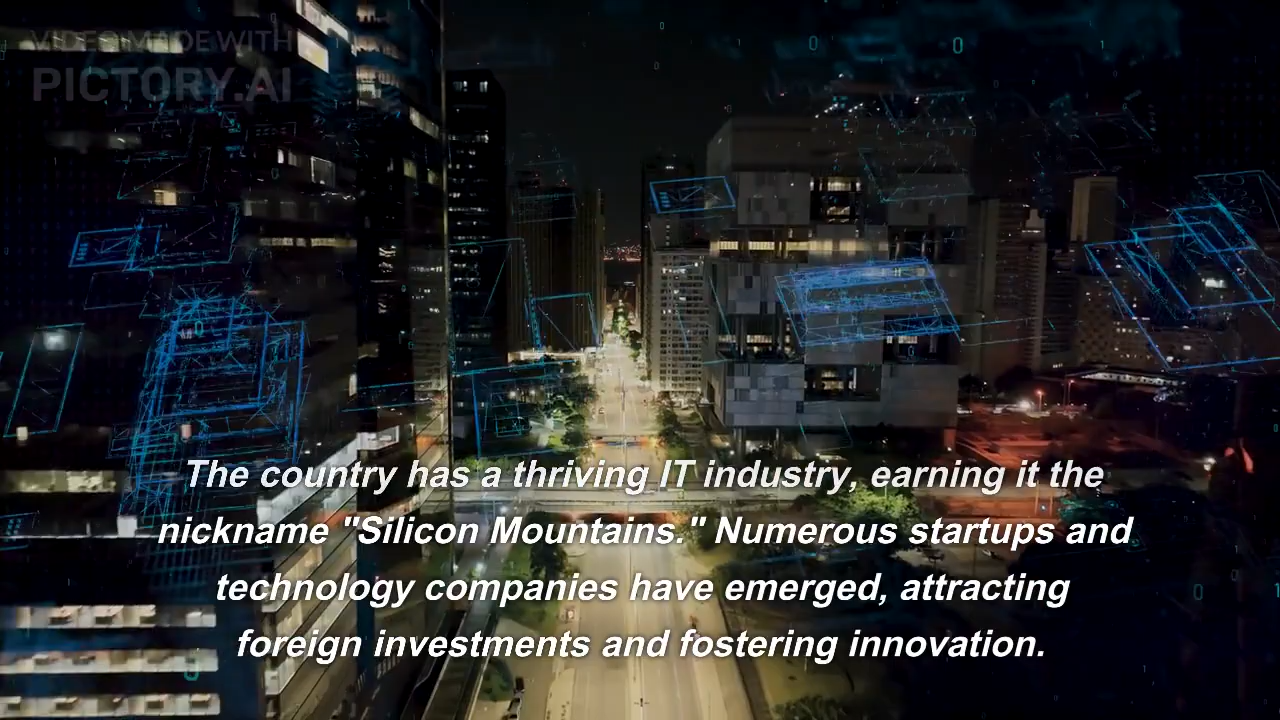 VIDEO MADE WITH
PICTORY.AI
The country has a thriving IT industry, earning it the
nickname "Silicon Mountains." Numerous startups and
technology companies have emerged, attracting
foreign investments and fostering innovation.